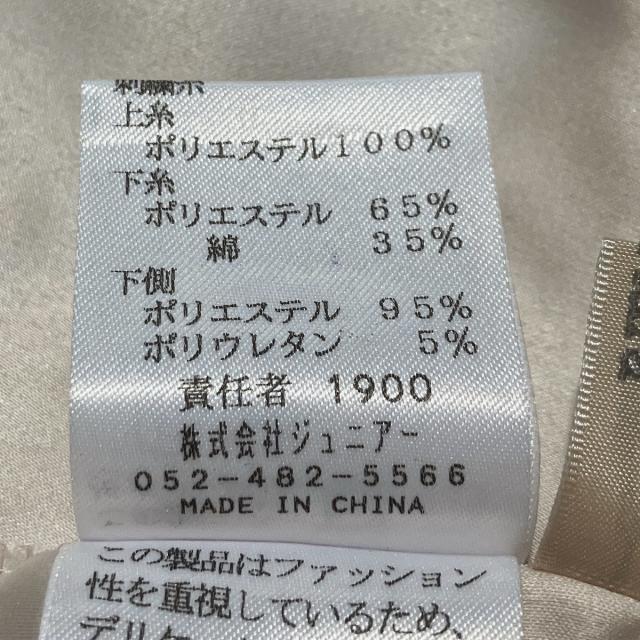 刺繍糸
上糸
ポリエステル100%
下糸
ポリエステル 65%
綿 35%
下側
ポリエステル 95%
ポリウレタン 5%
責任者 1900
株式会社ジュニアー
052-482-5566
MADE IN CHINA
この製品はファッション
性を重視しているため、